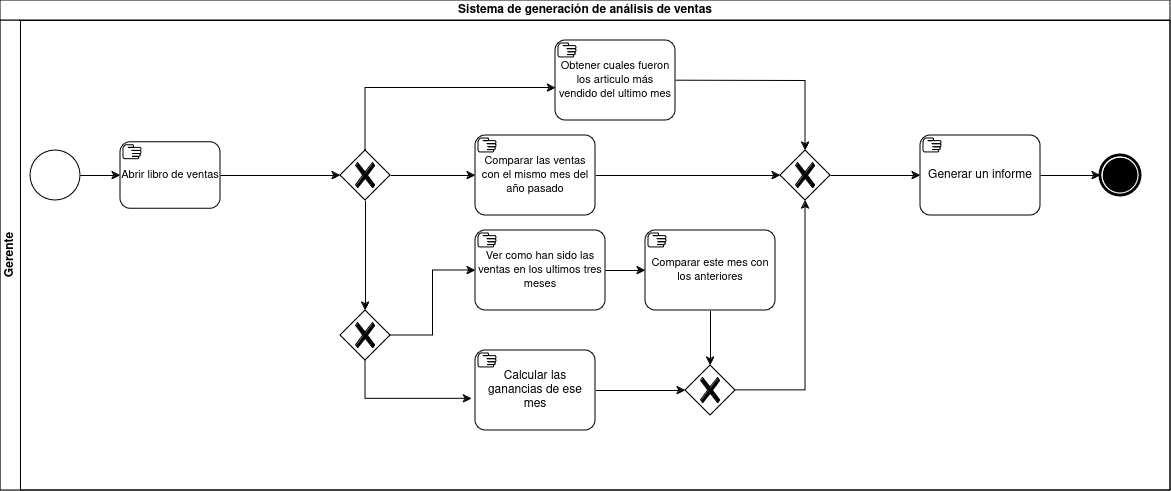 Sistema de generación de análisis de ventas
Gerente
Abrir libro de ventas
Obtener cuales fueron
los articulo más
vendido del ultimo mes
Comparar las ventas
con el mismo mes del
año pasado
Ver como han sido las
ventas en los ultimos tres
meses
Comparar este mes con
los anteriores
Calcular las
ganancias de ese
mes
Generar un informe